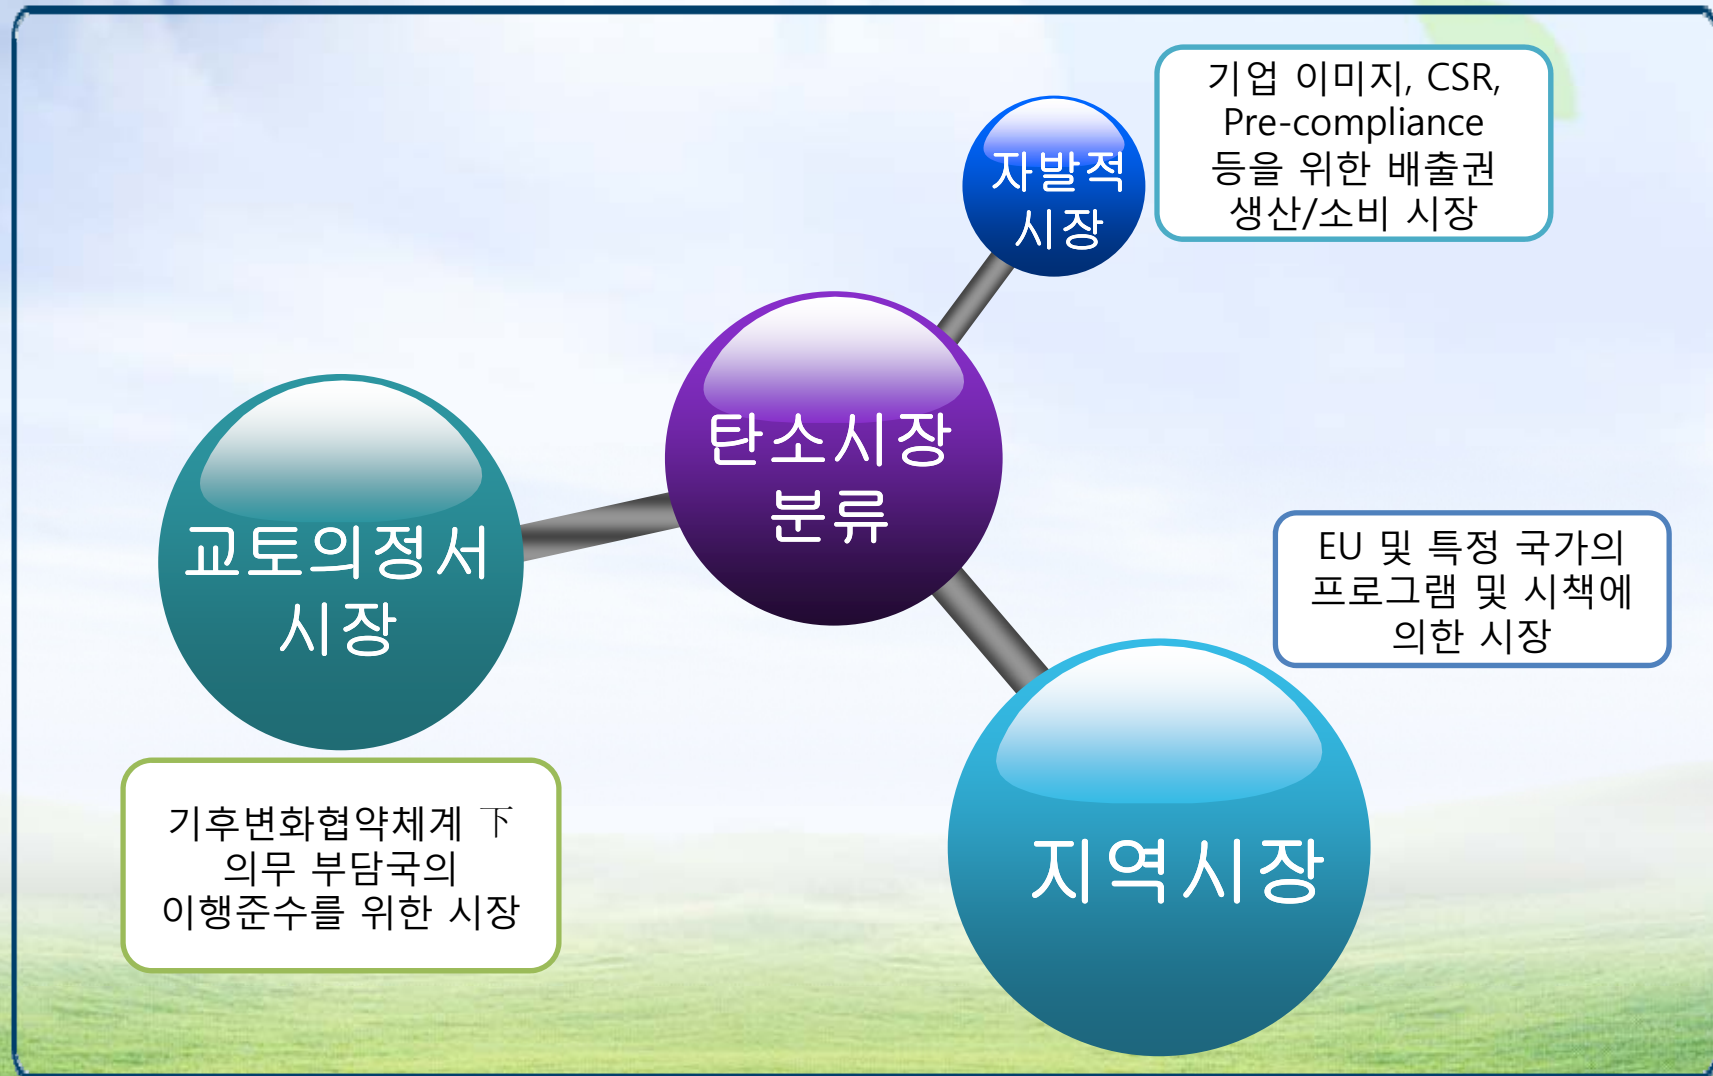 기업 이미지, CSR,
Pre-compliance
등을 위한 배출권
생산/소비 시장
자발적
시장
탄소시장
분류
교토의정서
시장
EU 및 특정 국가의
프로그램 및 시책에
의한 시장
기후변화협약체계 下
의무 부담국의
이행준수를 위한 시장
지역시장